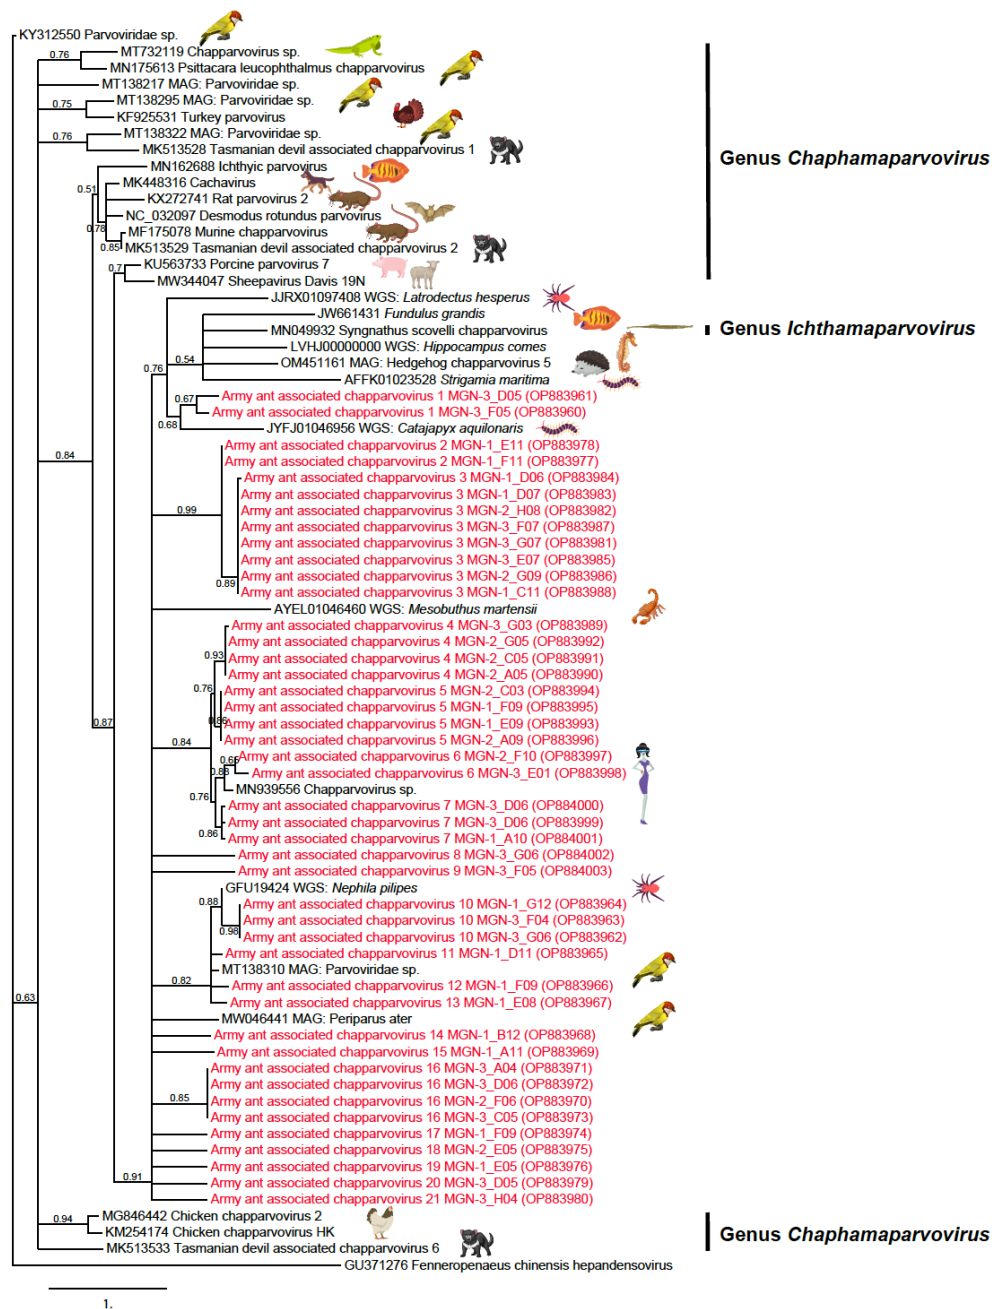 KY312550 Parvoviridae sp.
0.76
MT732119 Chapparvovirus sp.
MN175613 Psittacara leucophthalmus chapparvovirus
MT138217 MAG: Parvoviridae sp.
0.75
MT138295 MAG: Parvoviridae sp.
KF925531 Turkey parvovirus
0.76
MT138322 MAG: Parvoviridae sp.
MK513528 Tasmanian devil associated chapparvovirus 1
Genus Chaphamaparvovirus
MN162688 Ichthyic parvovirus
0.51
MK448316 Cachavirus
KX272741 Rat parvovirus 2
NC_032097 Desmodus rotundus parvovirus
0.78
MF175078 Murine chapparvovirus
0.85
MK513529 Tasmanian devil associated chapparvovirus 2
0.7
KU563733 Porcine parvovirus 7
MW344047 Sheepavirus Davis 19N
JJRX01097408 WGS: Latrodectus hesperus
JW661431 Fundulus grandis
MN049932 Syngnathus scovelli chapparvovirus
Genus Ichthamaparvovirus
LVHJ00000000 WGS: Hippocampus comes
0.76
0.54
OM451161 MAG: Hedgehog chapparvovirus 5
AFFK01023528 Strigamia maritima
0.67
Army ant associated chapparvovirus 1 MGN-3_D05 (OP883961)
Army ant associated chapparvovirus 1 MGN-3_F05 (OP883960)
0.68
JYFJ01046956 WGS: Catajapyx aquilonaris
Army ant associated chapparvovirus 2 MGN-1_E11 (OP883978)
0.84
Army ant associated chapparvovirus 2 MGN-1_F11 (OP883977)
Army ant associated chapparvovirus 3 MGN-1_D06 (OP883984)
Army ant associated chapparvovirus 3 MGN-1_D07 (OP883983)
0.99
Army ant associated chapparvovirus 3 MGN-2_H08 (OP883982)
Army ant associated chapparvovirus 3 MGN-3_F07 (OP883987)
Army ant associated chapparvovirus 3 MGN-3_G07 (OP883981)
Army ant associated chapparvovirus 3 MGN-3_E07 (OP883985)
0.89
Army ant associated chapparvovirus 3 MGN-2_G09 (OP883986)
Army ant associated chapparvovirus 3 MGN-1_C11 (OP883988)
AYEL01046460 WGS: Mesobuthus martensii
Army ant associated chapparvovirus 4 MGN-3_G03 (OP883989)
Army ant associated chapparvovirus 4 MGN-2_G05 (OP883992)
0.93
Army ant associated chapparvovirus 4 MGN-2_C05 (OP883991)
Army ant associated chapparvovirus 4 MGN-2_A05 (OP883990)
0.76
Army ant associated chapparvovirus 5 MGN-2_C03 (OP883994)
Army ant associated chapparvovirus 5 MGN-1_F09 (OP883995)
0.87
0.86
Army ant associated chapparvovirus 5 MGN-1_E09 (OP883993)
0.84
Army ant associated chapparvovirus 5 MGN-2_A09 (OP883996)
0.66
Army ant associated chapparvovirus 6 MGN-2_F10 (OP883997)
0.88
Army ant associated chapparvovirus 6 MGN-3_E01 (OP883998)
MN939556 Chapparvovirus sp.
0.76
Army ant associated chapparvovirus 7 MGN-3_D06 (OP884000)
Army ant associated chapparvovirus 7 MGN-3_D06 (OP883999)
0.86
Army ant associated chapparvovirus 7 MGN-1_A10 (OP884001)
Army ant associated chapparvovirus 8 MGN-3_G06 (OP884002)
Army ant associated chapparvovirus 9 MGN-3_F05 (OP884003)
GFU19424 WGS: Nephila pilipes
0.88
Army ant associated chapparvovirus 10 MGN-1_G12 (OP883964)
Army ant associated chapparvovirus 10 MGN-3_F04 (OP883963)
0.98
Army ant associated chapparvovirus 10 MGN-3_G06 (OP883962)
Army ant associated chapparvovirus 11 MGN-1_D11 (OP883965)
MT138310 MAG: Parvoviridae sp.
0.82
Army ant associated chapparvovirus 12 MGN-1_F09 (OP883966)
0.63
Army ant associated chapparvovirus 13 MGN-1_E08 (OP883967)
MW046441 MAG: Periparus ater
Army ant associated chapparvovirus 14 MGN-1_B12 (OP883968)
Army ant associated chapparvovirus 15 MGN-1_A11 (OP883969)
Army ant associated chapparvovirus 16 MGN-3_A04 (OP883971)
Army ant associated chapparvovirus 16 MGN-3_D06 (OP883972)
0.85
Army ant associated chapparvovirus 16 MGN-2_F06 (OP883970)
Army ant associated chapparvovirus 16 MGN-3_C05 (OP883973)
Army ant associated chapparvovirus 17 MGN-1_F09 (OP883974)
Army ant associated chapparvovirus 18 MGN-2_E05 (OP883975)
Army ant associated chapparvovirus 19 MGN-1_E05 (OP883976)
0.91
Army ant associated chapparvovirus 20 MGN-3_D05 (OP883979)
Army ant associated chapparvovirus 21 MGN-3_H04 (OP883980)
0.94
MG846442 Chicken chapparvovirus 2
KM254174 Chicken chapparvovirus HK
Genus Chaphamaparvovirus
MK513533 Tasmanian devil associated chapparvovirus 6
GU371276 Fenneropenaeus chinensis hepandensovirus
1.